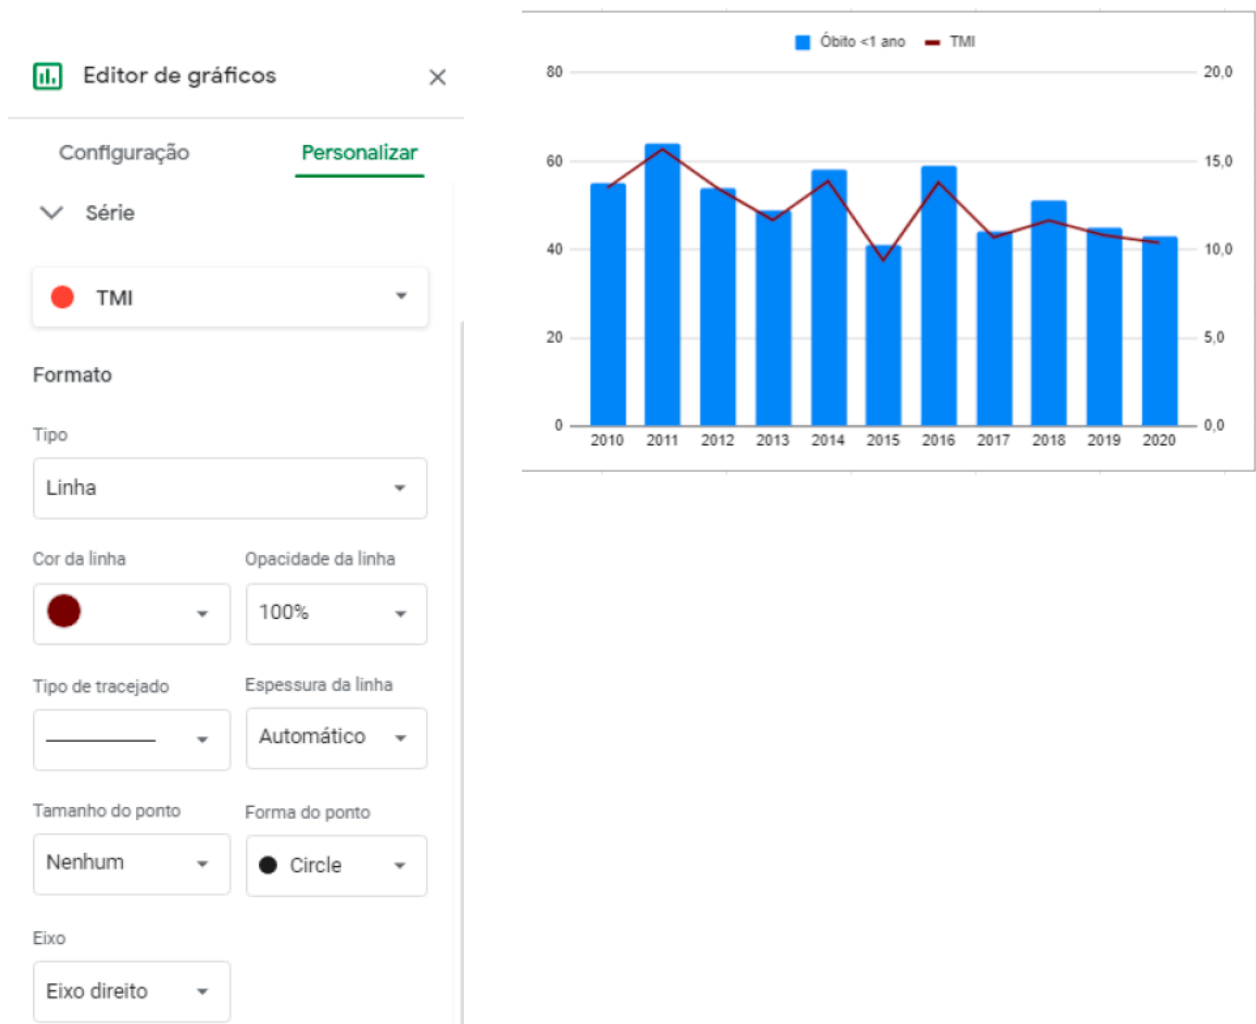 Editor de gráficos
Configuração Personalizar
Série
TMI
Formato
Tipo
Linha
Cor da linha Opacidade da linha
100%
Tipo de tracejado Espessura da linha
Automático
Tamanho do ponto Forma do ponto
Nenhum Circle
Eixo
Eixo direito
Óbito <1 ano TMI
80 20,0
60 15,0
40 10,0
20 5,0
0 0,0
2010 2011 2012 2013 2014 2015 2016 2017 2018 2019 2020